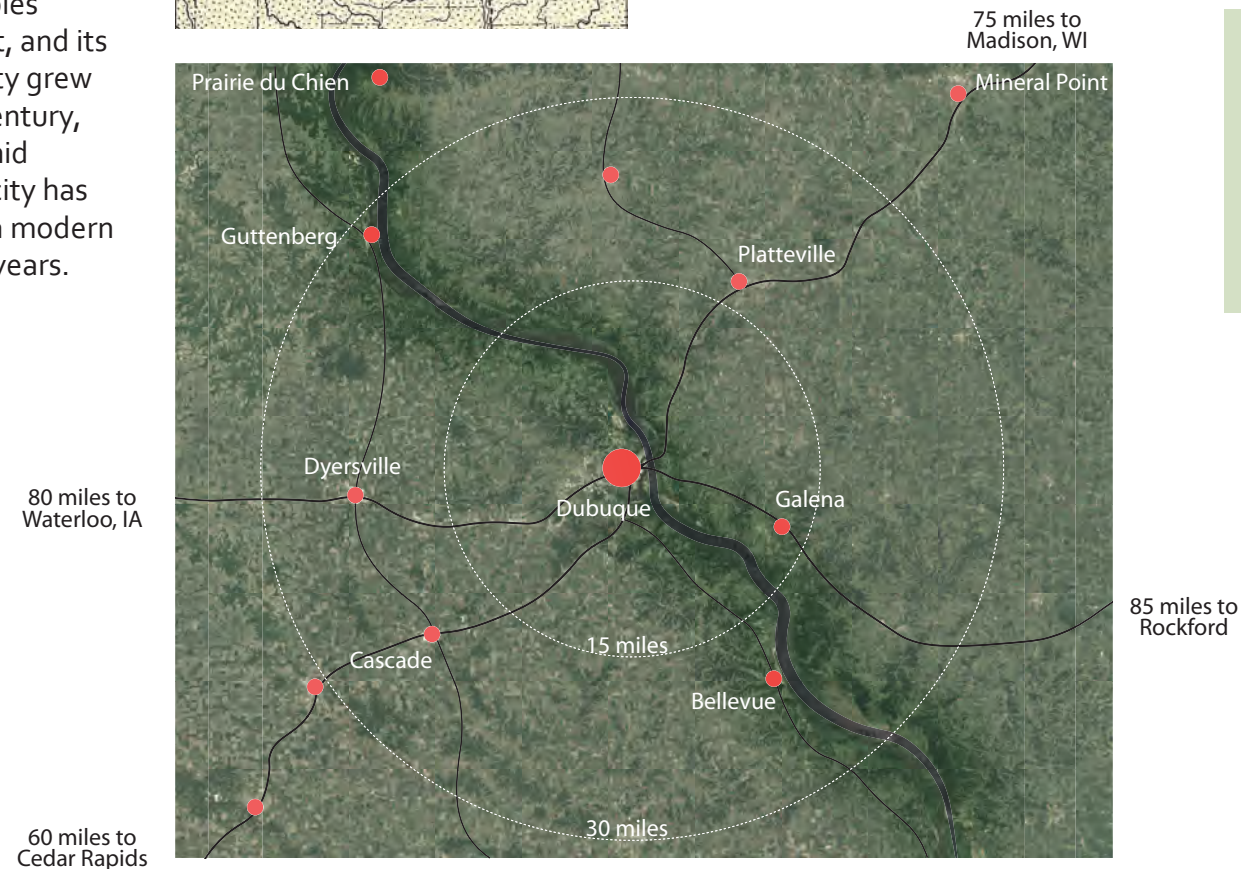 t, and its
ty grew
entury,
id
city has
modern
years.
75 miles to
Madison, WI
Prairie du Chien
Mineral Point
Guttenberg
Platteville
Dyersville
80 miles to
Waterloo, IA
Dubuque
Galena
85 miles to
Rockford
15 miles
Cascade
Bellevue
30 miles
60 miles to
Cedar Rapids